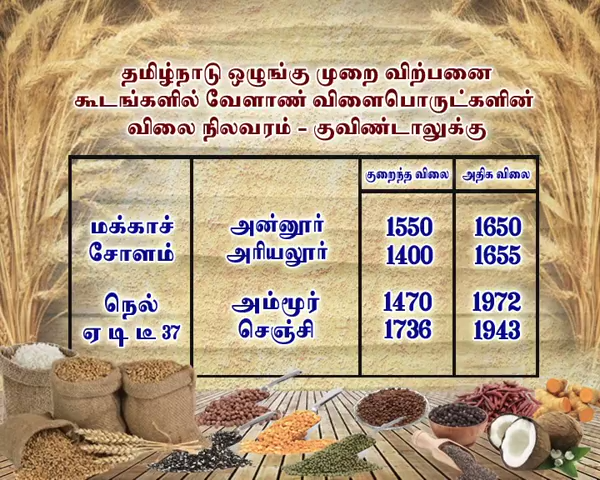 தமிழ்நாடு ஒழுங்கு முறை விற்பனை
கூடங்களில் வேளாண் விளைபொருட்களின்
விலை நிலவரம் - குவிண்டாலுக்கு
குறைந்த விலை அதிக விலை
மக்காச் அன்னூர் 1550 1650
சோளம் அரியலூர் 1400 1655
நெல் அம்மூர் 1470 1972
ஏ டி டீ 37 செஞ்சி 1736 1943